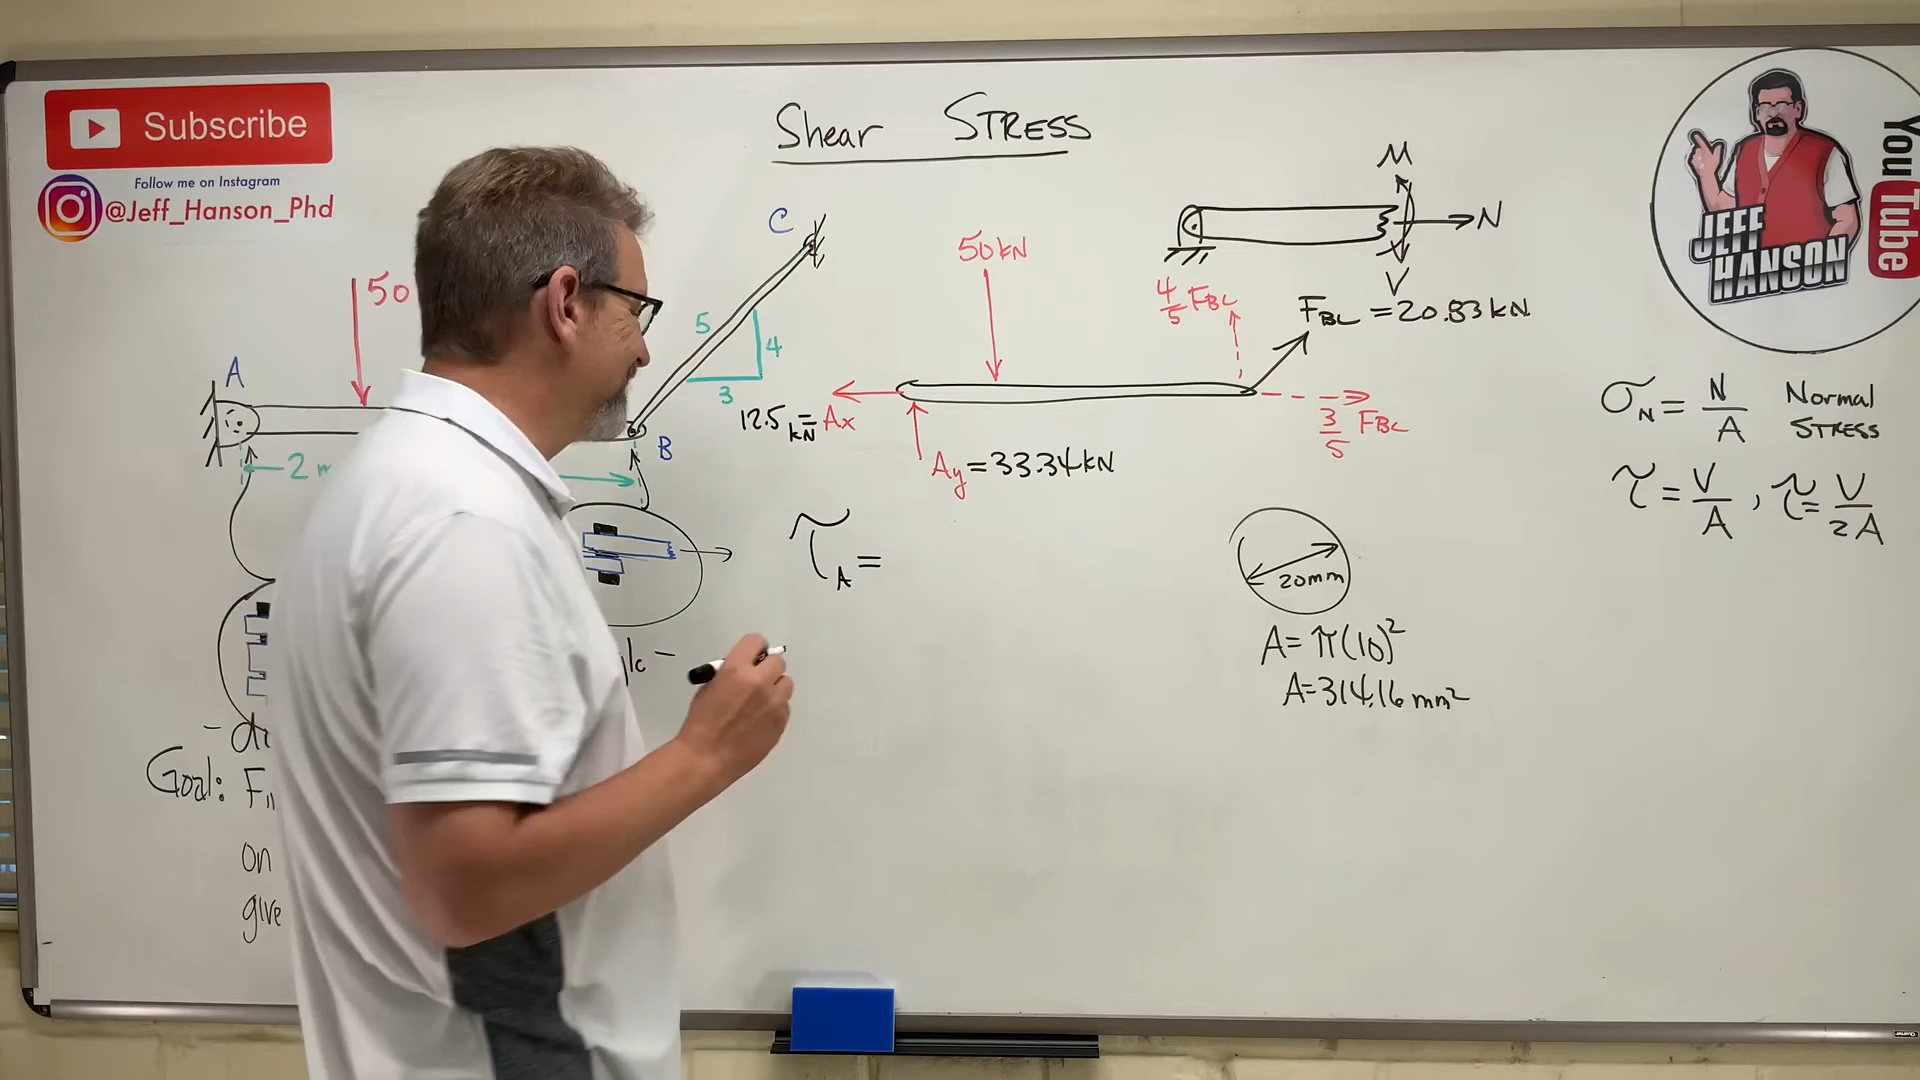 Subscribe
Follow me on Instagram
@Jeff_Hanson_Phd
Shear STRESS
YouTube
JEFF
HANSON
M
N
V
C
50
A
5
4
3
B
2 m
50 kN
4/5 FBC
FBC = 20.83 kN
12.5 kN = Ax
3/5 FBC
Ay = 33.34 kN
σN = N/A Normal STRESS
τ = V/A , τ = V/2A
τA =
20mm
A = π(10)²
A = 314.16 mm²
Goal:
on
give